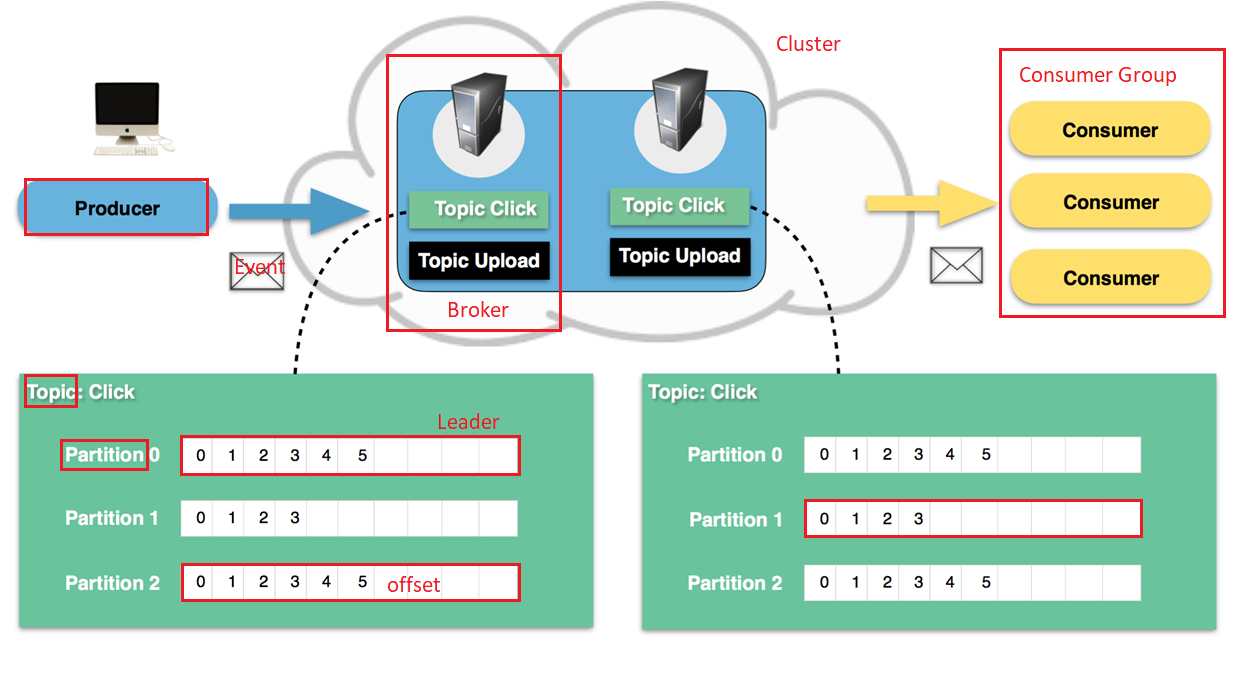 Cluster
Consumer Group
Consumer
Consumer
Consumer
Producer
Event
Topic Click
Topic Upload
Topic Click
Topic Upload
Broker
Topic: Click
Leader
Partition 0
0 1 2 3 4 5
Partition 1
0 1 2 3
Partition 2
0 1 2 3 4 5
offset
Topic: Click
Partition 0
0 1 2 3 4 5
Partition 1
0 1 2 3
Partition 2
0 1 2 3 4 5